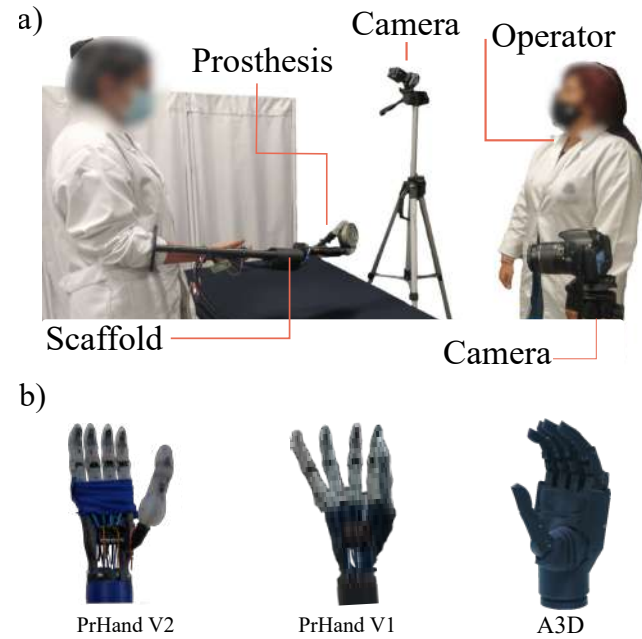 a)
Camera
Prosthesis
Operator
Scaffold
Camera
b)
PrHand V2
PrHand V1
A3D